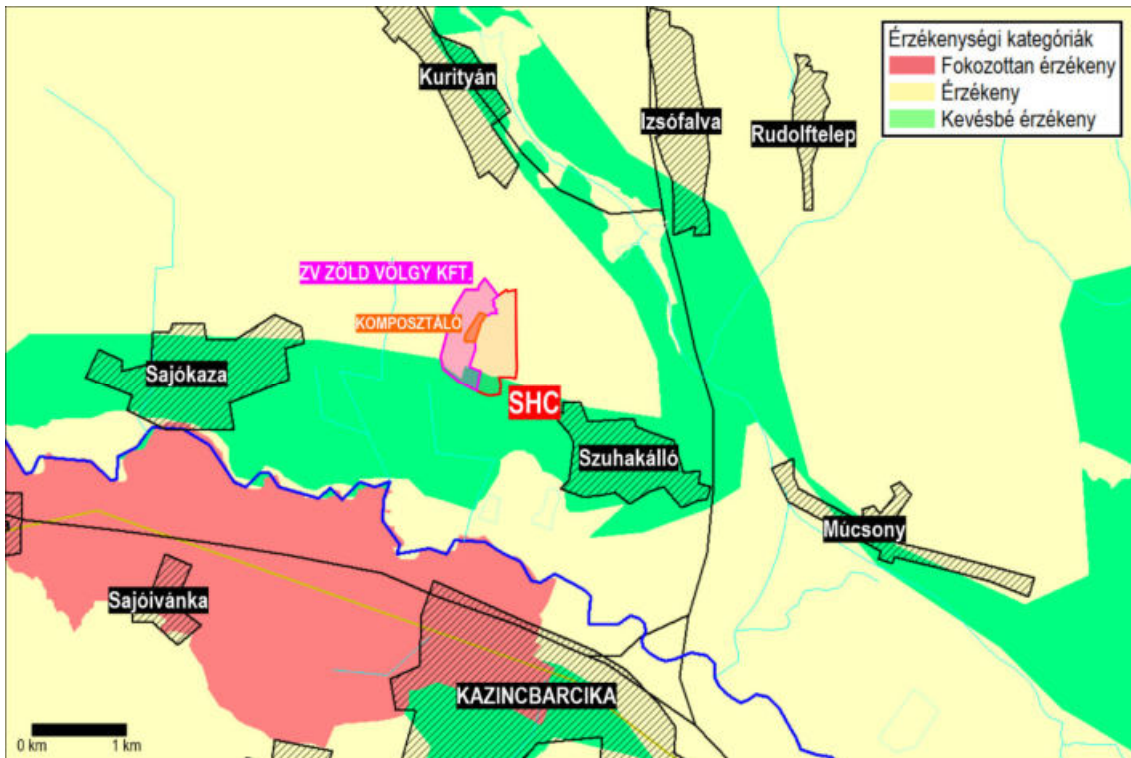 Érzékenységi kategóriák
Fokozottan érzékeny
Érzékeny
Kevésbé érzékeny
Kurityán
Izsófalva
Rudolftelep
ZV ZÖLD VÖLGY KFT.
KOMPOSZTÁLÓ
Sajókaza
SHC
Szuhakálló
Múcsony
Sajóivánka
KAZINCBARCIKA
0 km 1 km